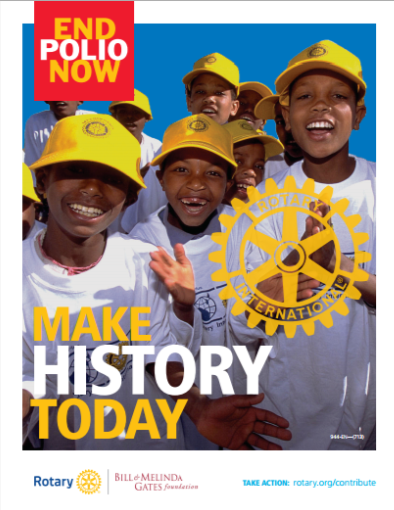 END
POLIO
NOW
ROTARY
INTERNATIONAL
MAKE
HISTORY
TODAY
Rotary
BILL & MELINDA
GATES foundation
TAKE ACTION: rotary.org/contribute